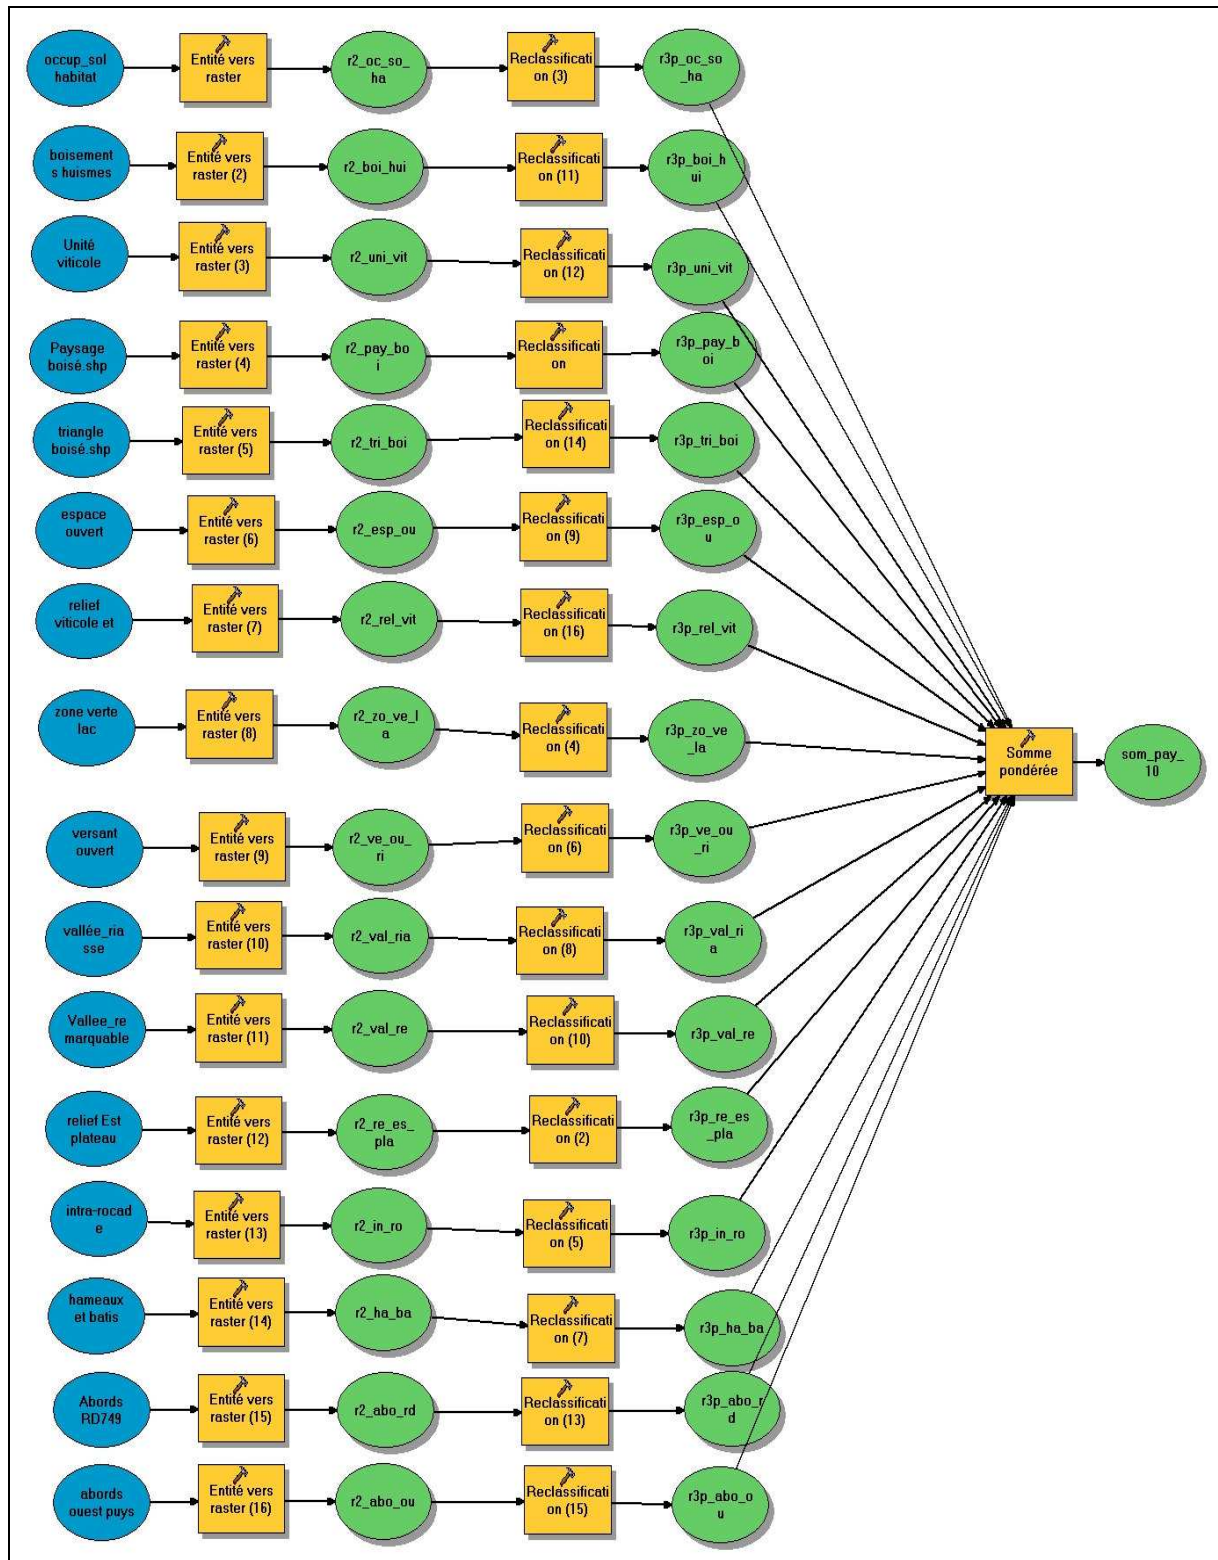 occup_sol
habitat
Entité vers
raster
r2_oc_so_
ha
Reclassificati
on (3)
r3p_oc_so
_ha
boisement
s huismes
Entité vers
raster (2)
r2_boi_hui
Reclassificati
on (11)
r3p_boi_h
ui
Unité
viticole
Entité vers
raster (3)
r2_uni_vit
Reclassificati
on (12)
r3p_uni_vit
Paysage
boisé.shp
Entité vers
raster (4)
r2_pay_bo
i
Reclassificati
on
r3p_pay_b
oi
triangle
boisé.shp
Entité vers
raster (5)
r2_tri_boi
Reclassificati
on (14)
r3p_tri_boi
espace
ouvert
Entité vers
raster (6)
r2_esp_ou
Reclassificati
on (9)
r3p_esp_o
u
relief
viticole et
Entité vers
raster (7)
r2_rel_vit
Reclassificati
on (16)
r3p_rel_vit
zone verte
lac
Entité vers
raster (8)
r2_zo_ve_l
a
Reclassificati
on (4)
r3p_zo_ve
_la
Somme
pondérée
som_pay_
10
versant
ouvert
Entité vers
raster (9)
r2_ve_ou_
ri
Reclassificati
on (6)
r3p_ve_ou
_ri
vallée_ria
sse
Entité vers
raster (10)
r2_val_ria
Reclassificati
on (8)
r3p_val_ri
a
Vallee_re
marquable
Entité vers
raster (11)
r2_val_re
Reclassificati
on (10)
r3p_val_re
relief Est
plateau
Entité vers
raster (12)
r2_re_es_
pla
Reclassificati
on (2)
r3p_re_es
_pla
intra-rocad
e
Entité vers
raster (13)
r2_in_ro
Reclassificati
on (5)
r3p_in_ro
hameaux
et batis
Entité vers
raster (14)
r2_ha_ba
Reclassificati
on (7)
r3p_ha_ba
Abords
RD749
Entité vers
raster (15)
r2_abo_rd
Reclassificati
on (13)
r3p_abo_r
d
abords
ouest puys
Entité vers
raster (16)
r2_abo_ou
Reclassificati
on (15)
r3p_abo_o
u